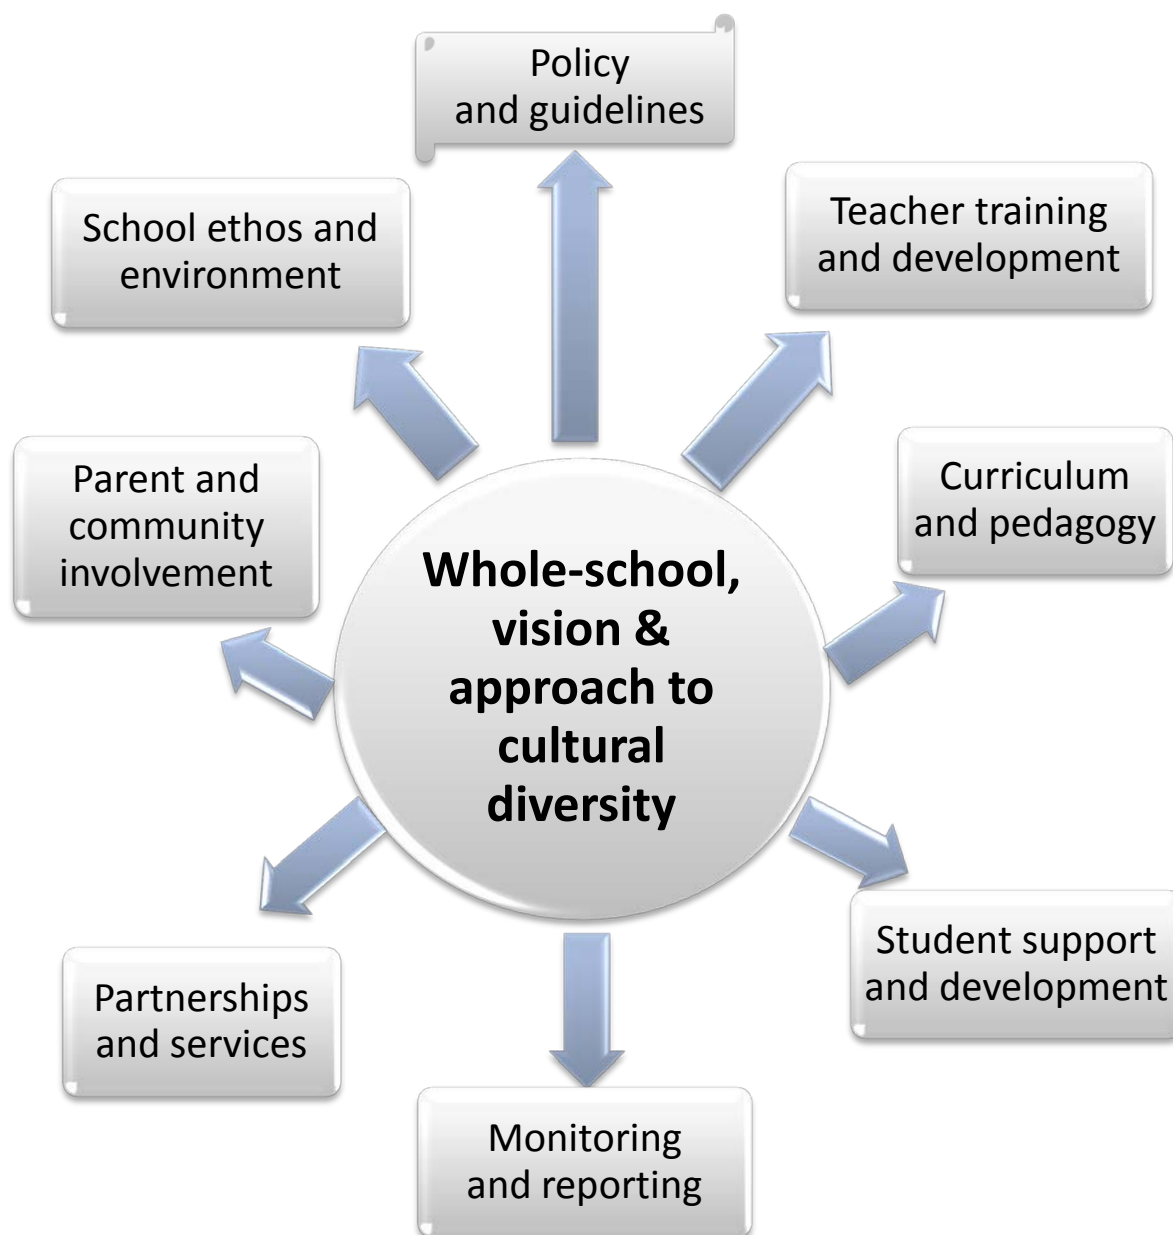 Policy
and guidelines
Teacher training
and development
School ethos and
environment
Curriculum
and pedagogy
Parent and
community
involvement
Whole-school,
vision &
approach to
cultural
diversity
Student support
and development
Partnerships
and services
Monitoring
and reporting